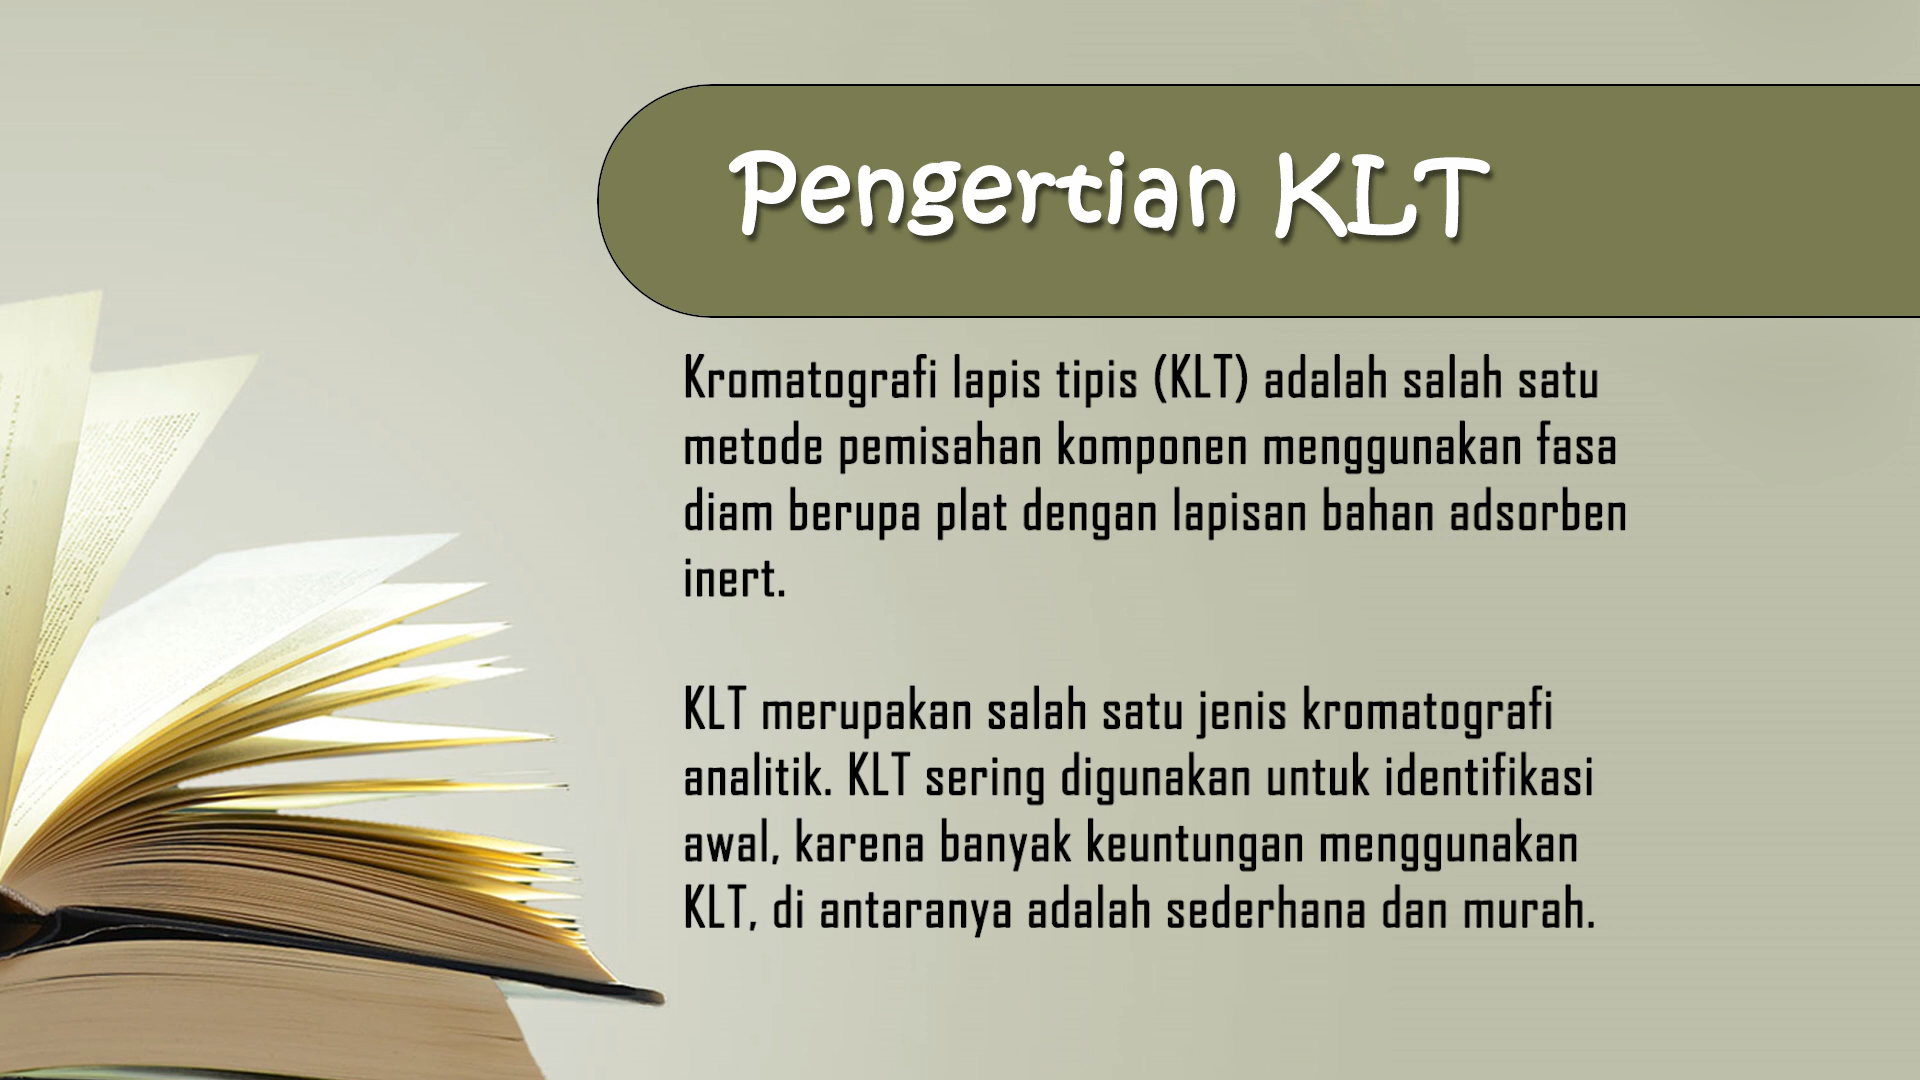 Pengertian KLT
Kromatografi lapis tipis (KLT) adalah salah satu
metode pemisahan komponen menggunakan fasa
diam berupa plat dengan lapisan bahan adsorben
inert.
KLT merupakan salah satu jenis kromatografi
analitik. KLT sering digunakan untuk identifikasi
awal, karena banyak keuntungan menggunakan
KLT, di antaranya adalah sederhana dan murah.